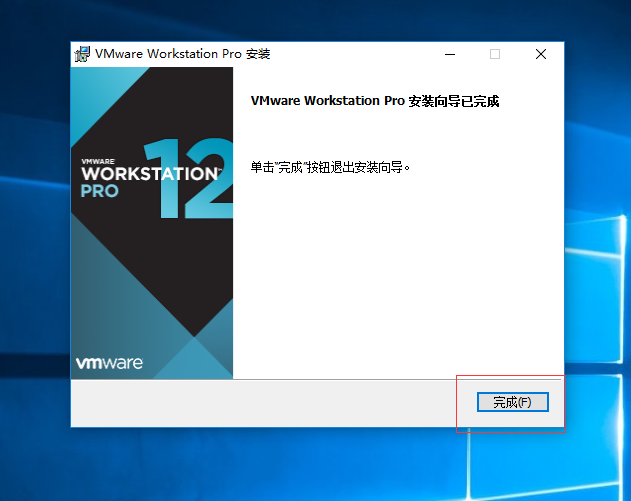 VMware Workstation Pro 安装
VMware Workstation Pro 安装向导已完成
单击"完成"按钮退出安装向导。
VMWARE
WORKSTATION™
PRO
12
vmware
完成(F)